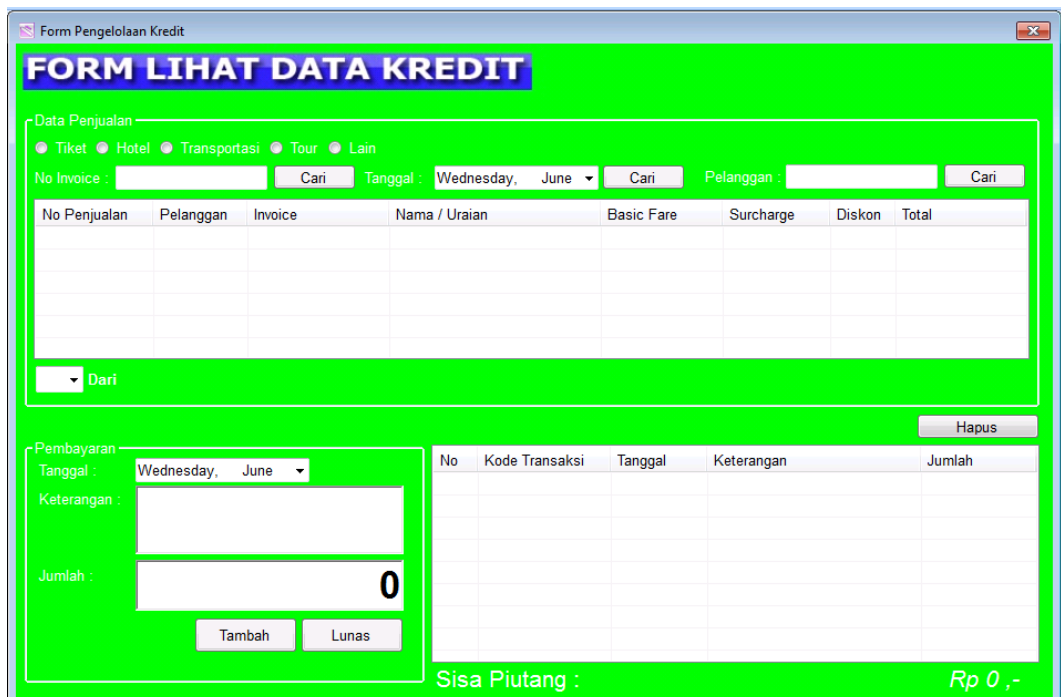 Form Pengelolaan Kredit
FORM LIHAT DATA KREDIT
Data Penjualan
Tiket Hotel Transportasi Tour Lain
No Invoice : Cari Tanggal : Wednesday, June Cari Pelanggan : Cari
No Penjualan Pelanggan Invoice Nama / Uraian Basic Fare Surcharge Diskon Total
Dari
Hapus
Pembayaran
Tanggal : Wednesday, June
Keterangan :
Jumlah : 0
Tambah Lunas
No Kode Transaksi Tanggal Keterangan Jumlah
Sisa Piutang : Rp 0 ,-